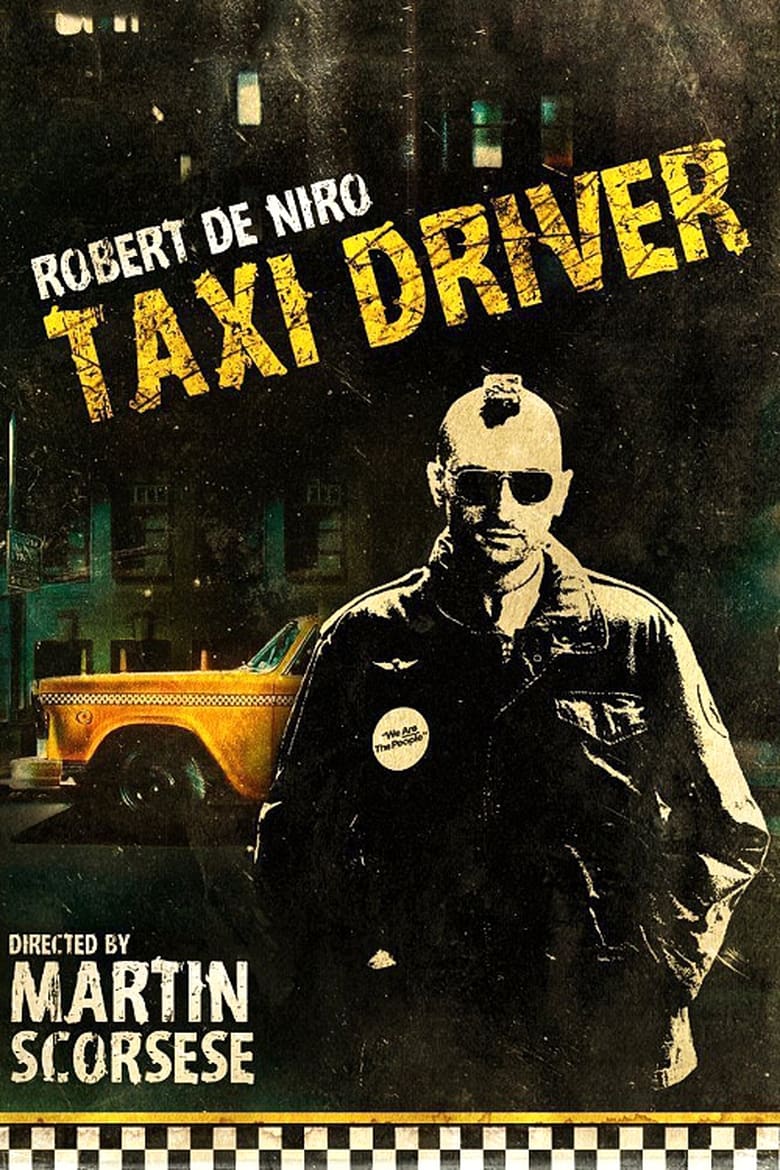 ROBERT DE NIRO
TAXI DRIVER
"We Are
The People"
DIRECTED BY
MARTIN
SCORSESE